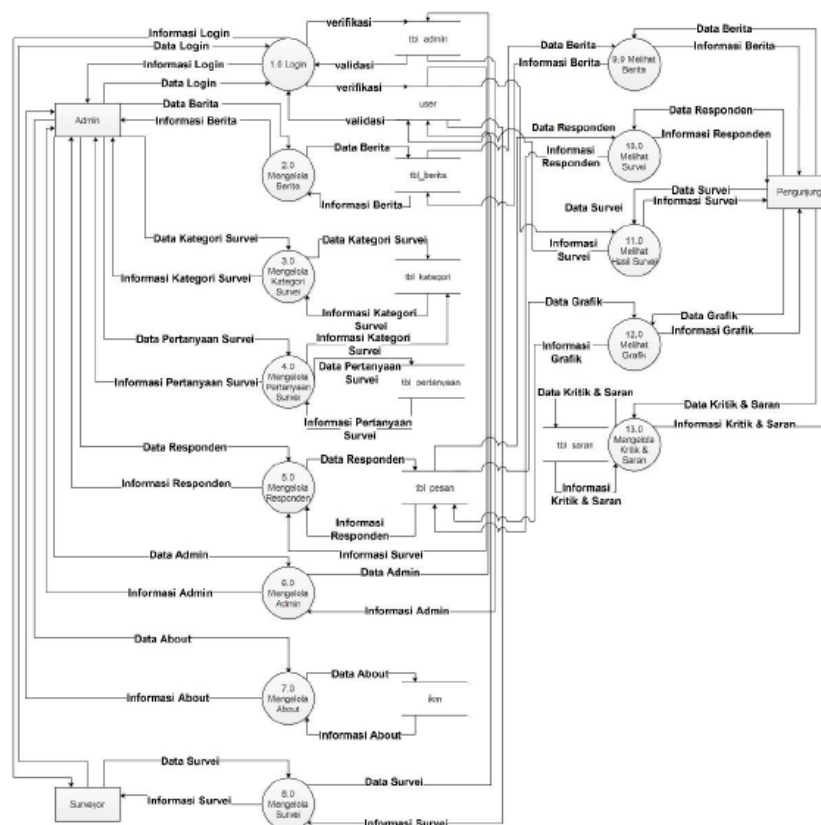 Informasi Login
Data Login
Informasi Login
Data Login
verifikasi
1.0 Login
validasi
verifikasi
validasi
tbl_admin
user
Admin
Data Berita
Informasi Berita
2.0
Mengelola
Berita
Data Berita
Informasi Berita
tbl_berita
Data Kategori Survei
Informasi Kategori Survei
3.0
Mengelola
Kategori
Survei
Data Kategori Survei
Informasi Kategori
Survei
tbl kategori
Data Pertanyaan Survei
Informasi Pertanyaan Survei
4.0
Mengelola
Pertanyaan
Survei
Informasi Kategori
Survei
Data Pertanyaan
Survei
Informasi Pertanyaan
Survei
tbl pertanyaan
Data Responden
Informasi Responden
5.0
Mengelola
Responden
Data Responden
Informasi
Responden
Informasi Survei
tbl_pesan
Data Admin
Informasi Admin
6.0
Mengelola
Admin
Data Admin
Informasi Admin
Data About
Informasi About
7.0
Mengelola
About
Data About
Informasi About
ikm
Surveyor
Data Survei
Informasi Survei
8.0
Mengelola
Survei
Data Survei
Informasi Survei
Data Berita
Informasi Berita
9.0 Melihat
Berita
Data Berita
Informasi Berita
Data Responden
Informasi
Responden
10.0
Melihat
Survei
Data Responden
Informasi Responden
Data Survei
Informasi
Survei
11.0
Melihat
Hasil Survei
Data Survei
Informasi Survei
Pengunjung
Data Grafik
Informasi
Grafik
12.0
Melihat
Grafik
Data Grafik
Informasi Grafik
Data Kritik & Saran
tbl saran
Informasi
Kritik & Saran
13.0
Mengelola
Kritik &
Saran
Data Kritik & Saran
Informasi Kritik & Saran